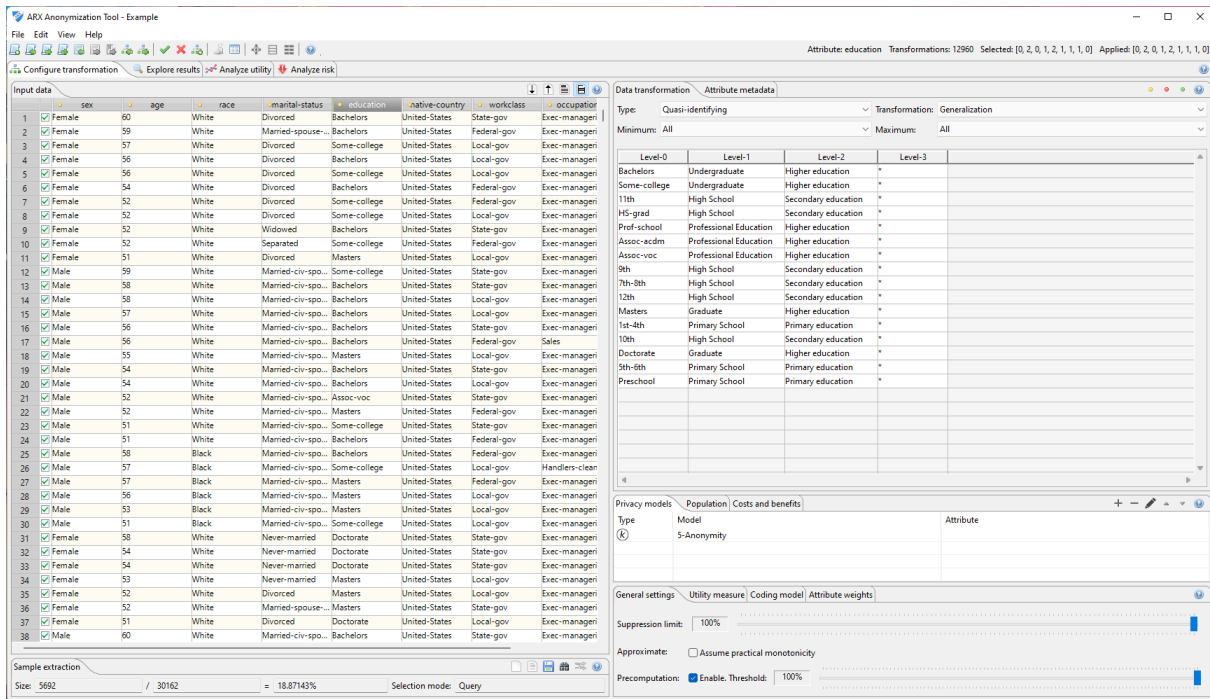 ARX Anonymization Tool - Example
File Edit View Help
Attribute: education Transformations: 12960 Selected: [0, 2, 0, 1, 2, 1, 1, 1, 0] Applied: [0, 2, 0, 1, 2, 1, 1, 1, 0]
Configure transformation Explore results Analyze utility Analyze risk
Input data
sex age race marital-status education native-country workclass occupation
1 Female 60 White Divorced Bachelors United-States State-gov Exec-manageri
2 Female 59 White Married-spouse-... Bachelors United-States Federal-gov Exec-manageri
3 Female 57 White Divorced Some-college United-States Local-gov Exec-manageri
4 Female 56 White Divorced Bachelors United-States Local-gov Exec-manageri
5 Female 56 White Divorced Some-college United-States Local-gov Exec-manageri
6 Female 54 White Divorced Bachelors United-States Federal-gov Exec-manageri
7 Female 52 White Divorced Some-college United-States Federal-gov Exec-manageri
8 Female 52 White Divorced Some-college United-States Local-gov Exec-manageri
9 Female 52 White Widowed Bachelors United-States State-gov Exec-manageri
10 Female 52 White Separated Some-college United-States Federal-gov Exec-manageri
11 Female 51 White Divorced Masters United-States Local-gov Exec-manageri
12 Male 59 White Married-civ-spo... Some-college United-States State-gov Exec-manageri
13 Male 58 White Married-civ-spo... Bachelors United-States State-gov Exec-manageri
14 Male 58 White Married-civ-spo... Bachelors United-States Local-gov Exec-manageri
15 Male 57 White Married-civ-spo... Bachelors United-States Local-gov Exec-manageri
16 Male 56 White Married-civ-spo... Bachelors United-States State-gov Exec-manageri
17 Male 56 White Married-civ-spo... Bachelors United-States Federal-gov Sales
18 Male 55 White Married-civ-spo... Masters United-States Local-gov Exec-manageri
19 Male 54 White Married-civ-spo... Bachelors United-States State-gov Exec-manageri
20 Male 54 White Married-civ-spo... Bachelors United-States Local-gov Exec-manageri
21 Male 52 White Married-civ-spo... Assoc-voc United-States State-gov Exec-manageri
22 Male 52 White Married-civ-spo... Masters United-States Federal-gov Exec-manageri
23 Male 51 White Married-civ-spo... Some-college United-States State-gov Exec-manageri
24 Male 51 White Married-civ-spo... Bachelors United-States Federal-gov Exec-manageri
25 Male 58 Black Married-civ-spo... Bachelors United-States Federal-gov Exec-manageri
26 Male 57 Black Married-civ-spo... Some-college United-States Local-gov Handlers-clean
27 Male 57 Black Married-civ-spo... Masters United-States Federal-gov Exec-manageri
28 Male 56 Black Married-civ-spo... Masters United-States Local-gov Exec-manageri
29 Male 53 Black Married-civ-spo... Masters United-States Local-gov Exec-manageri
30 Male 51 Black Married-civ-spo... Some-college United-States State-gov Exec-manageri
31 Female 58 White Never-married Doctorate United-States State-gov Exec-manageri
32 Female 54 White Never-married Doctorate United-States State-gov Exec-manageri
33 Female 54 White Never-married Doctorate United-States State-gov Exec-manageri
34 Female 53 White Never-married Masters United-States Local-gov Exec-manageri
35 Female 52 White Divorced Masters United-States Local-gov Exec-manageri
36 Female 52 White Married-spouse-... Masters United-States State-gov Exec-manageri
37 Female 51 White Divorced Doctorate United-States Local-gov Exec-manageri
38 Male 60 White Married-civ-spo... Bachelors United-States State-gov Exec-manageri
Sample extraction
Size: 5692 / 30162 = 18.87143% Selection mode: Query
Data transformation Attribute metadata
Type: Quasi-identifying Transformation: Generalization
Minimum: All Maximum: All
Level-0 Level-1 Level-2 Level-3
Bachelors Undergraduate Higher education *
Some-college Undergraduate Higher education *
11th High School Secondary education *
HS-grad High School Secondary education *
Prof-school Professional Education Higher education *
Assoc-acdm Professional Education Higher education *
Assoc-voc Professional Education Higher education *
9th High School Secondary education *
7th-8th High School Secondary education *
12th High School Secondary education *
Masters Graduate Higher education *
1st-4th Primary School Primary education *
10th High School Secondary education *
Doctorate Graduate Higher education *
5th-6th Primary School Primary education *
Preschool Primary School Primary education *
Privacy models Population Costs and benefits
Type Model Attribute
k 5-Anonymity
General settings Utility measure Coding model Attribute weights
Suppression limit: 100%
Approximate: Assume practical monotonicity
Precomputation: Enable. Threshold: 100%